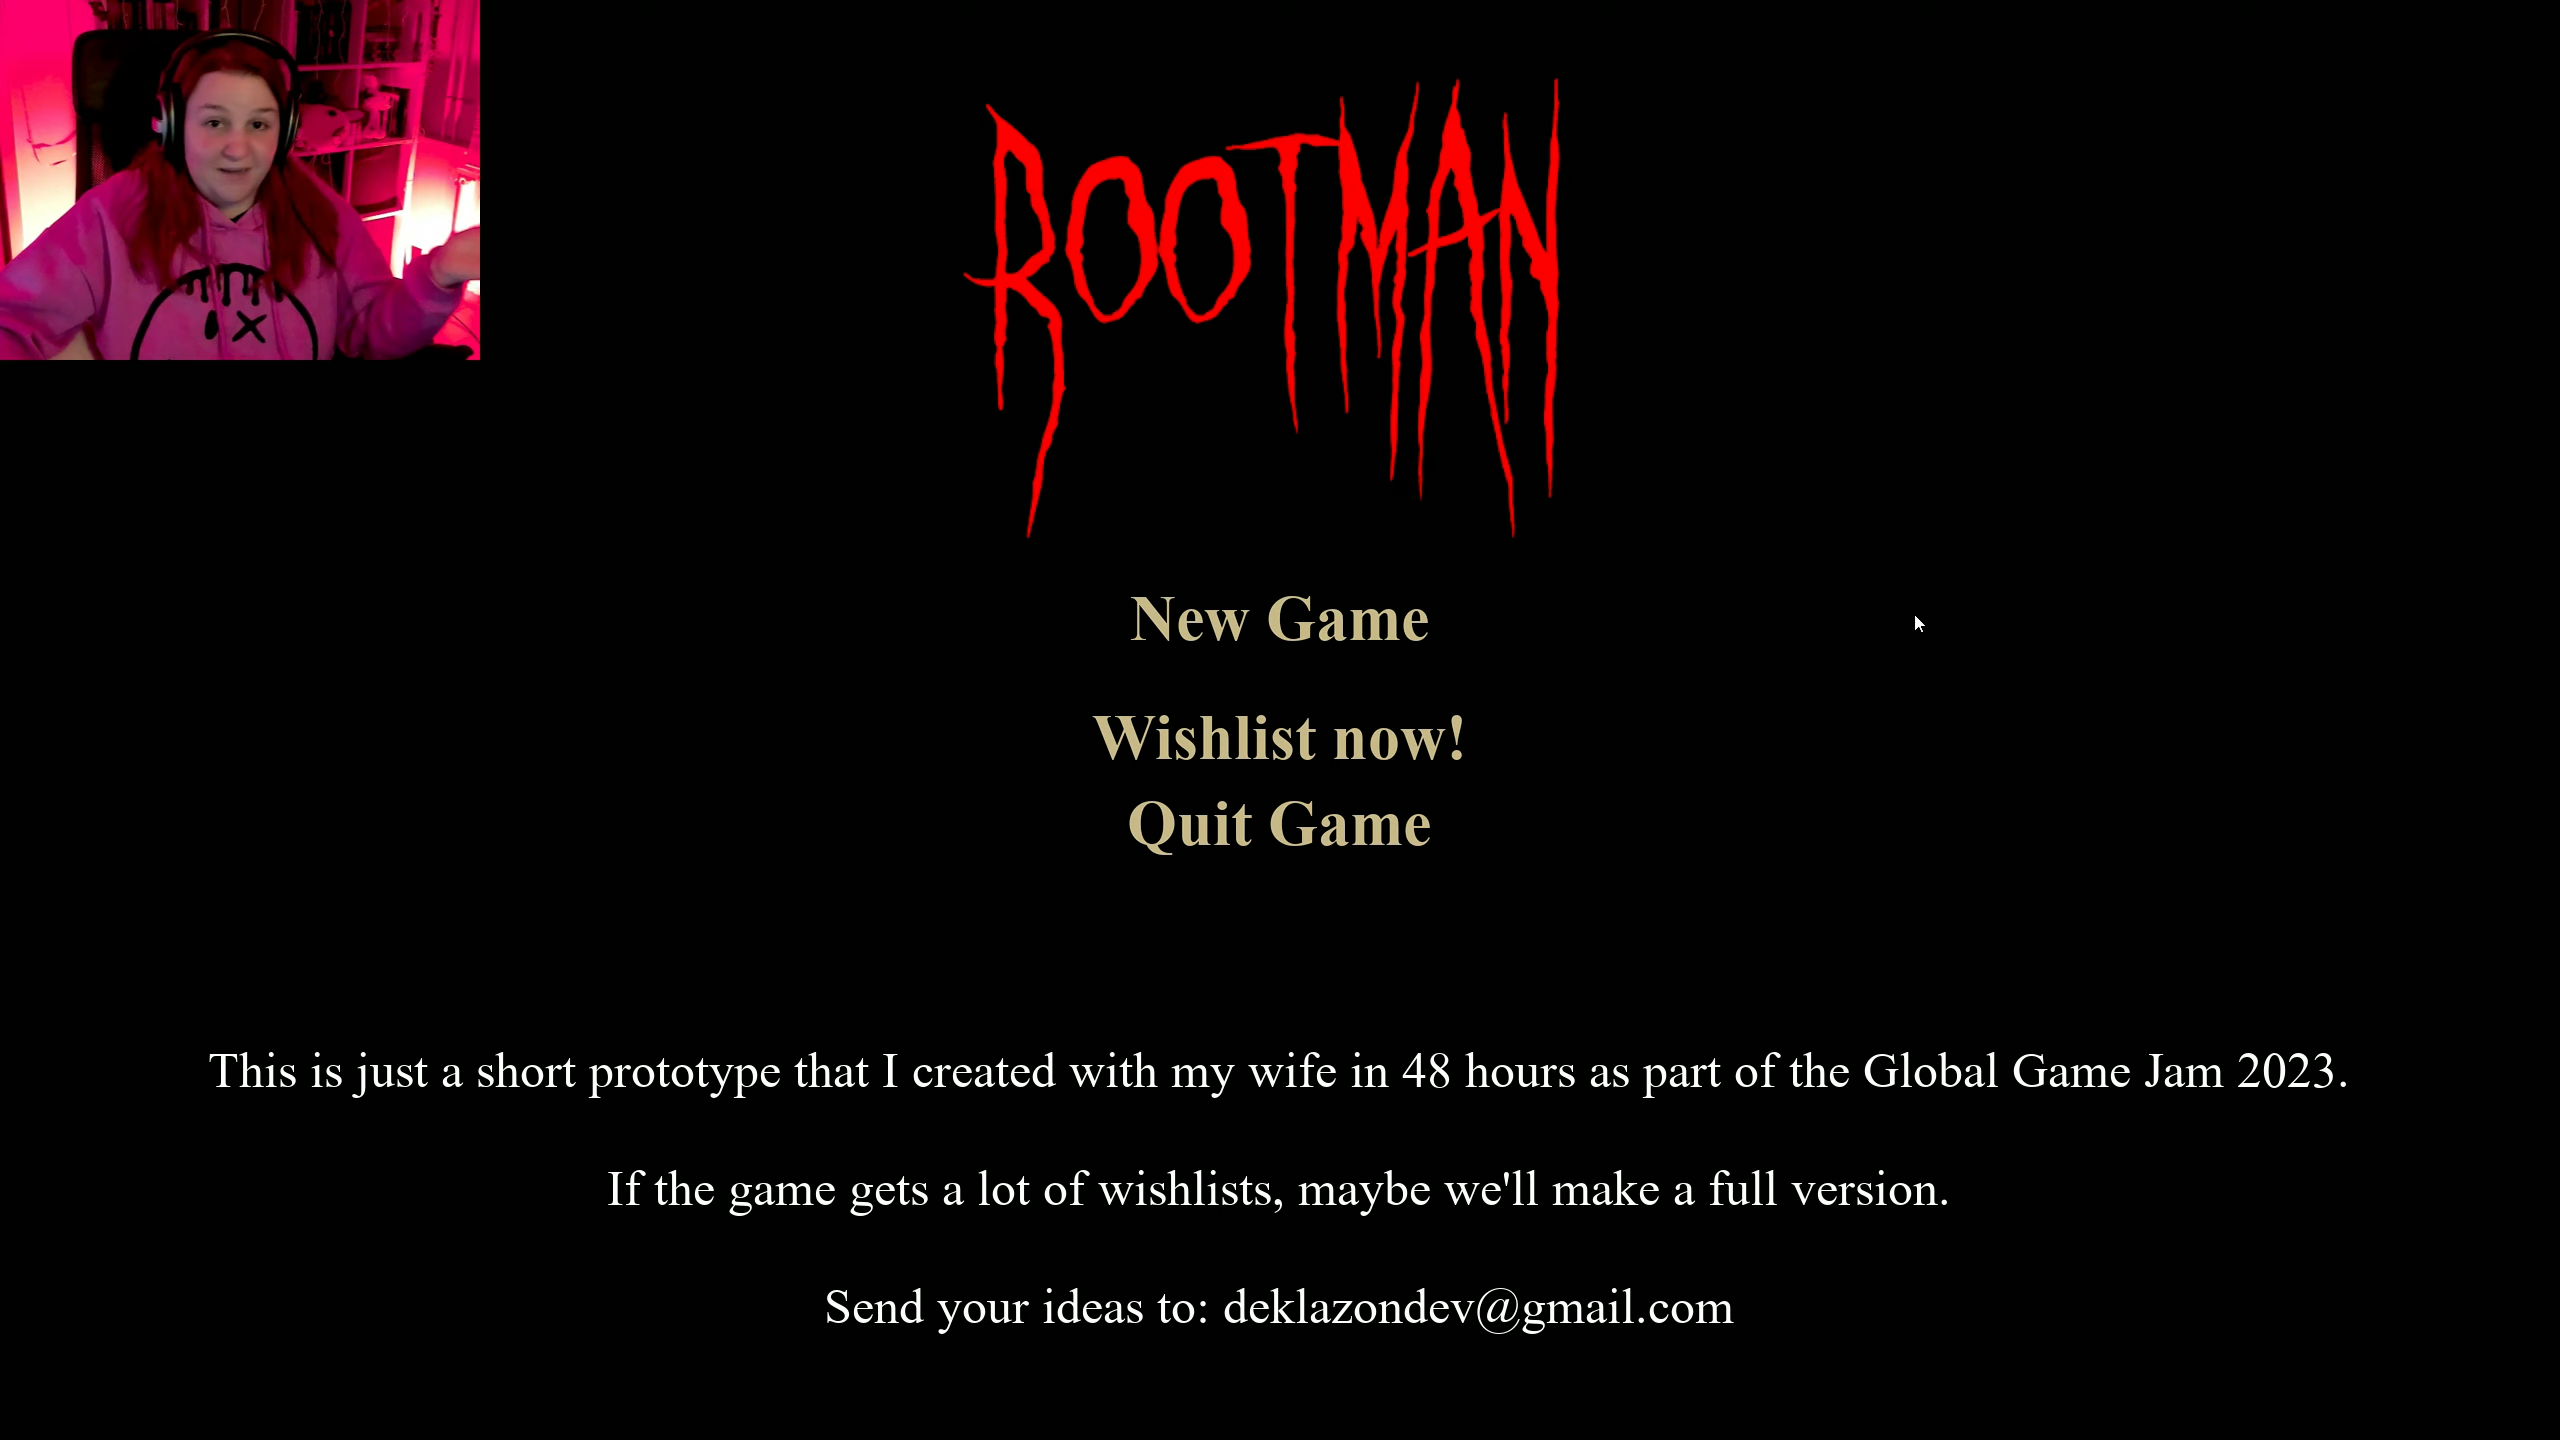 ROOTMAN
New Game
Wishlist now!
Quit Game
This is just a short prototype that I created with my wife in 48 hours as part of the Global Game Jam 2023.
If the game gets a lot of wishlists, maybe we'll make a full version.
Send your ideas to: deklazondev@gmail.com